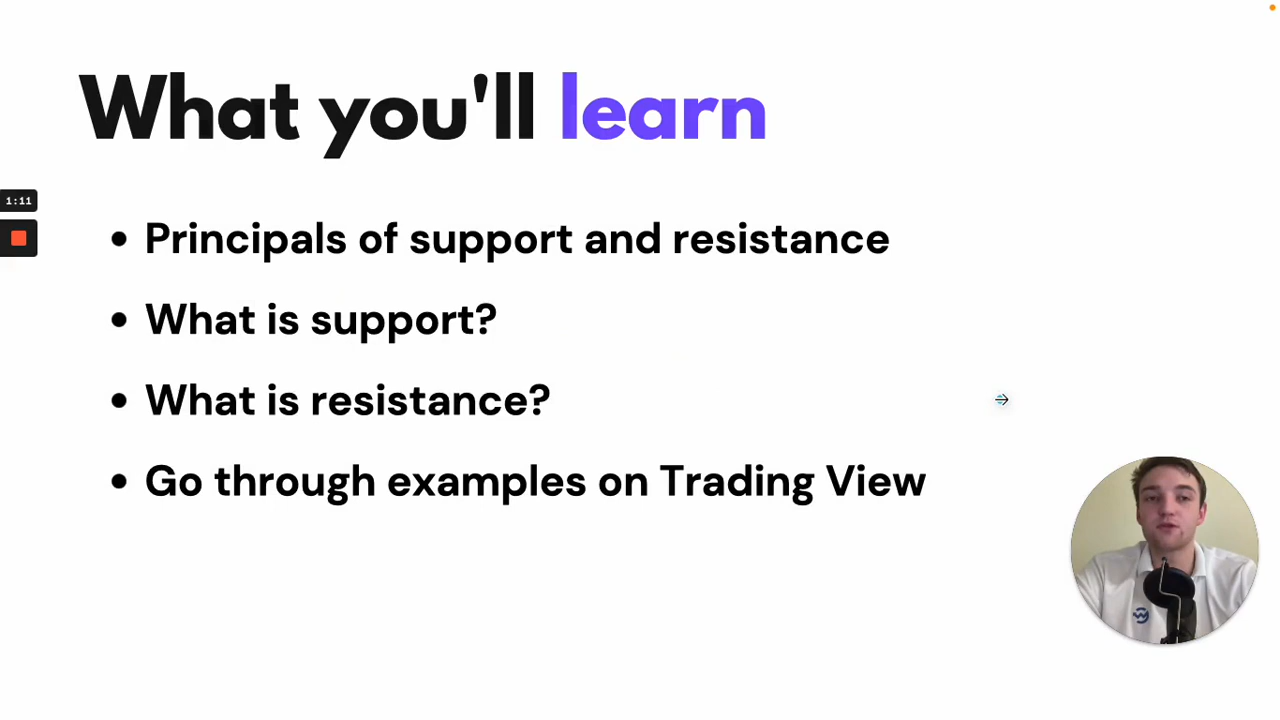 What you'll learn
1:11
• Principals of support and resistance
• What is support?
• What is resistance?
• Go through examples on Trading View